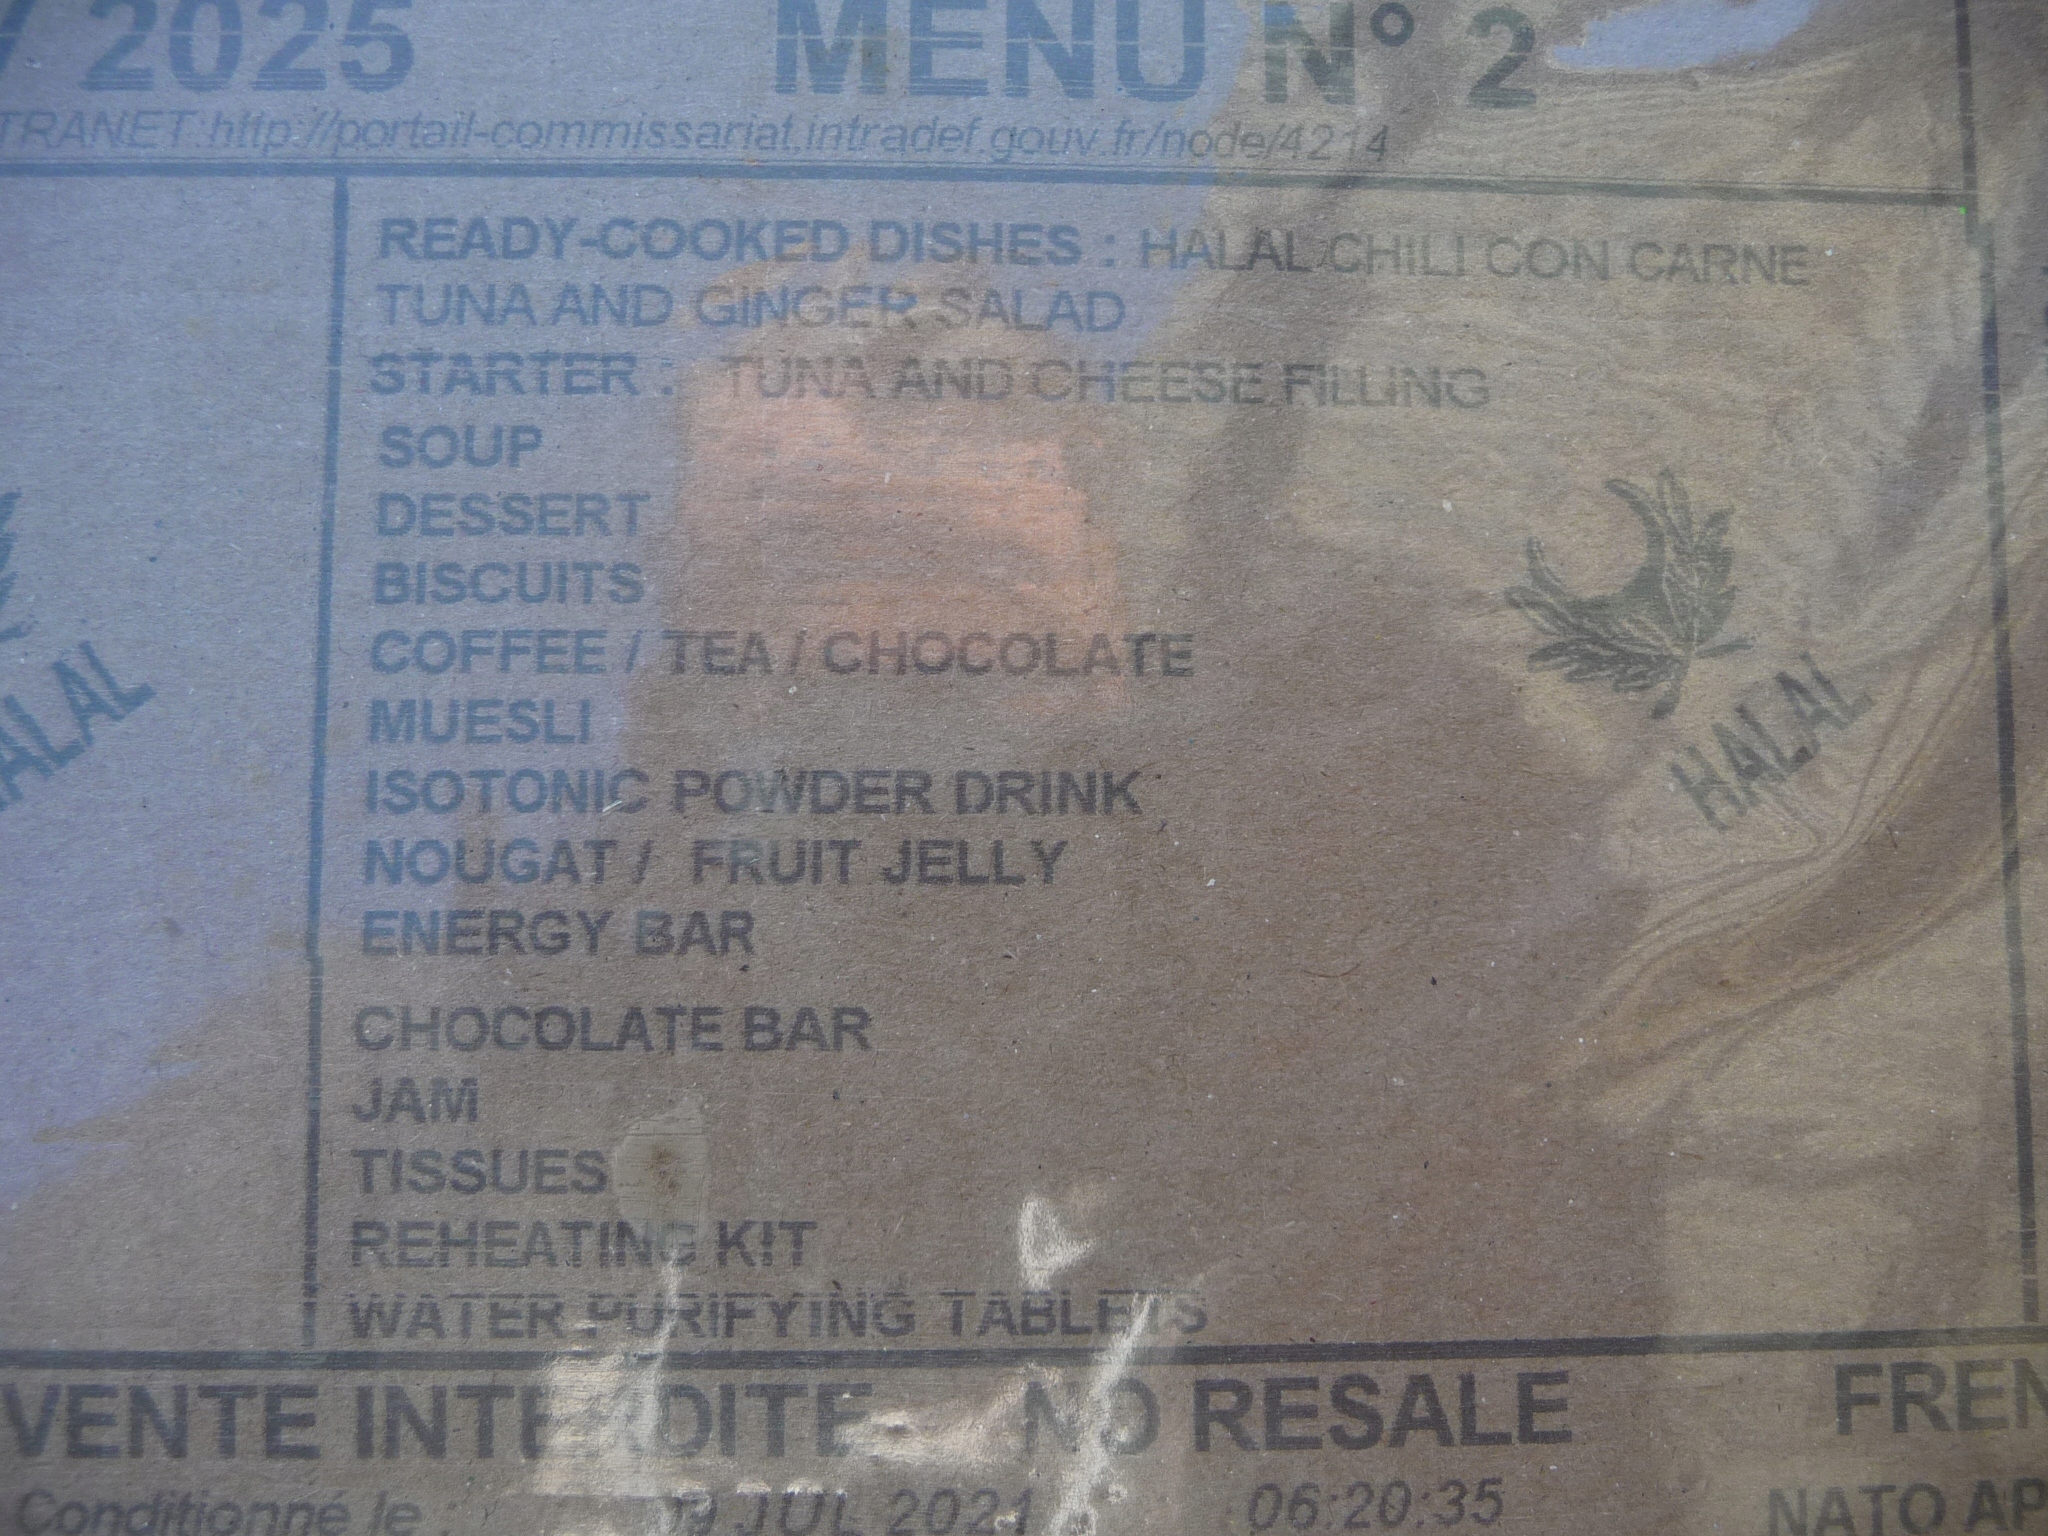 / 2025 MENU N° 2
TRANET:http://portail-commissariat.intradef.gouv.fr/node/4214
READY-COOKED DISHES : HALAL CHILI CON CARNE
TUNA AND GINGER SALAD
STARTER : TUNA AND CHEESE FILLING
SOUP
DESSERT
BISCUITS
COFFEE / TEA / CHOCOLATE
MUESLI
ISOTONIC POWDER DRINK
NOUGAT / FRUIT JELLY
ENERGY BAR
CHOCOLATE BAR
JAM
TISSUES
REHEATING KIT
WATER PURIFYING TABLETS
ALAL
HALAL
VENTE INTERDITE - NO RESALE FREN
Conditionné le : 09 JUL 2021 06:20:35 NATO AP